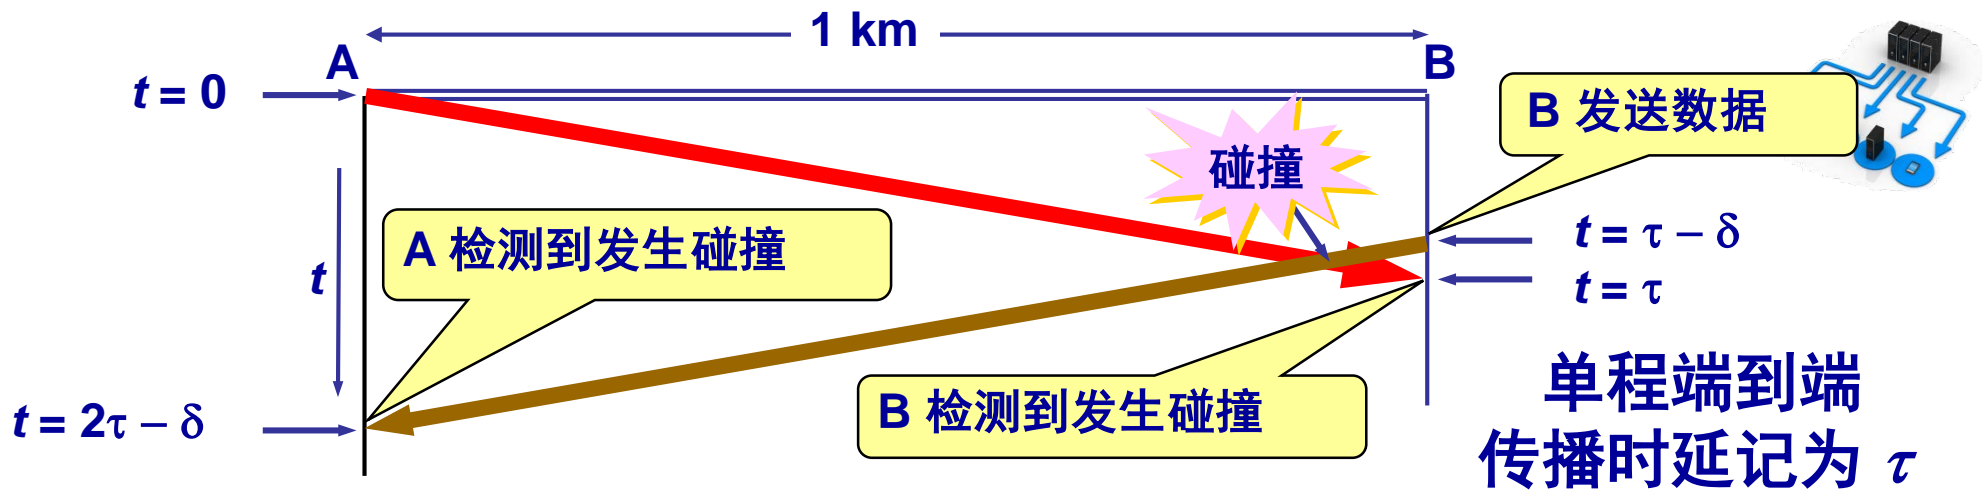 1 km
A
B
t = 0
B 发送数据
碰撞
A 检测到发生碰撞
t = τ − δ
t
t = τ
B 检测到发生碰撞
t = 2τ − δ
单程端到端
传播时延记为 τ